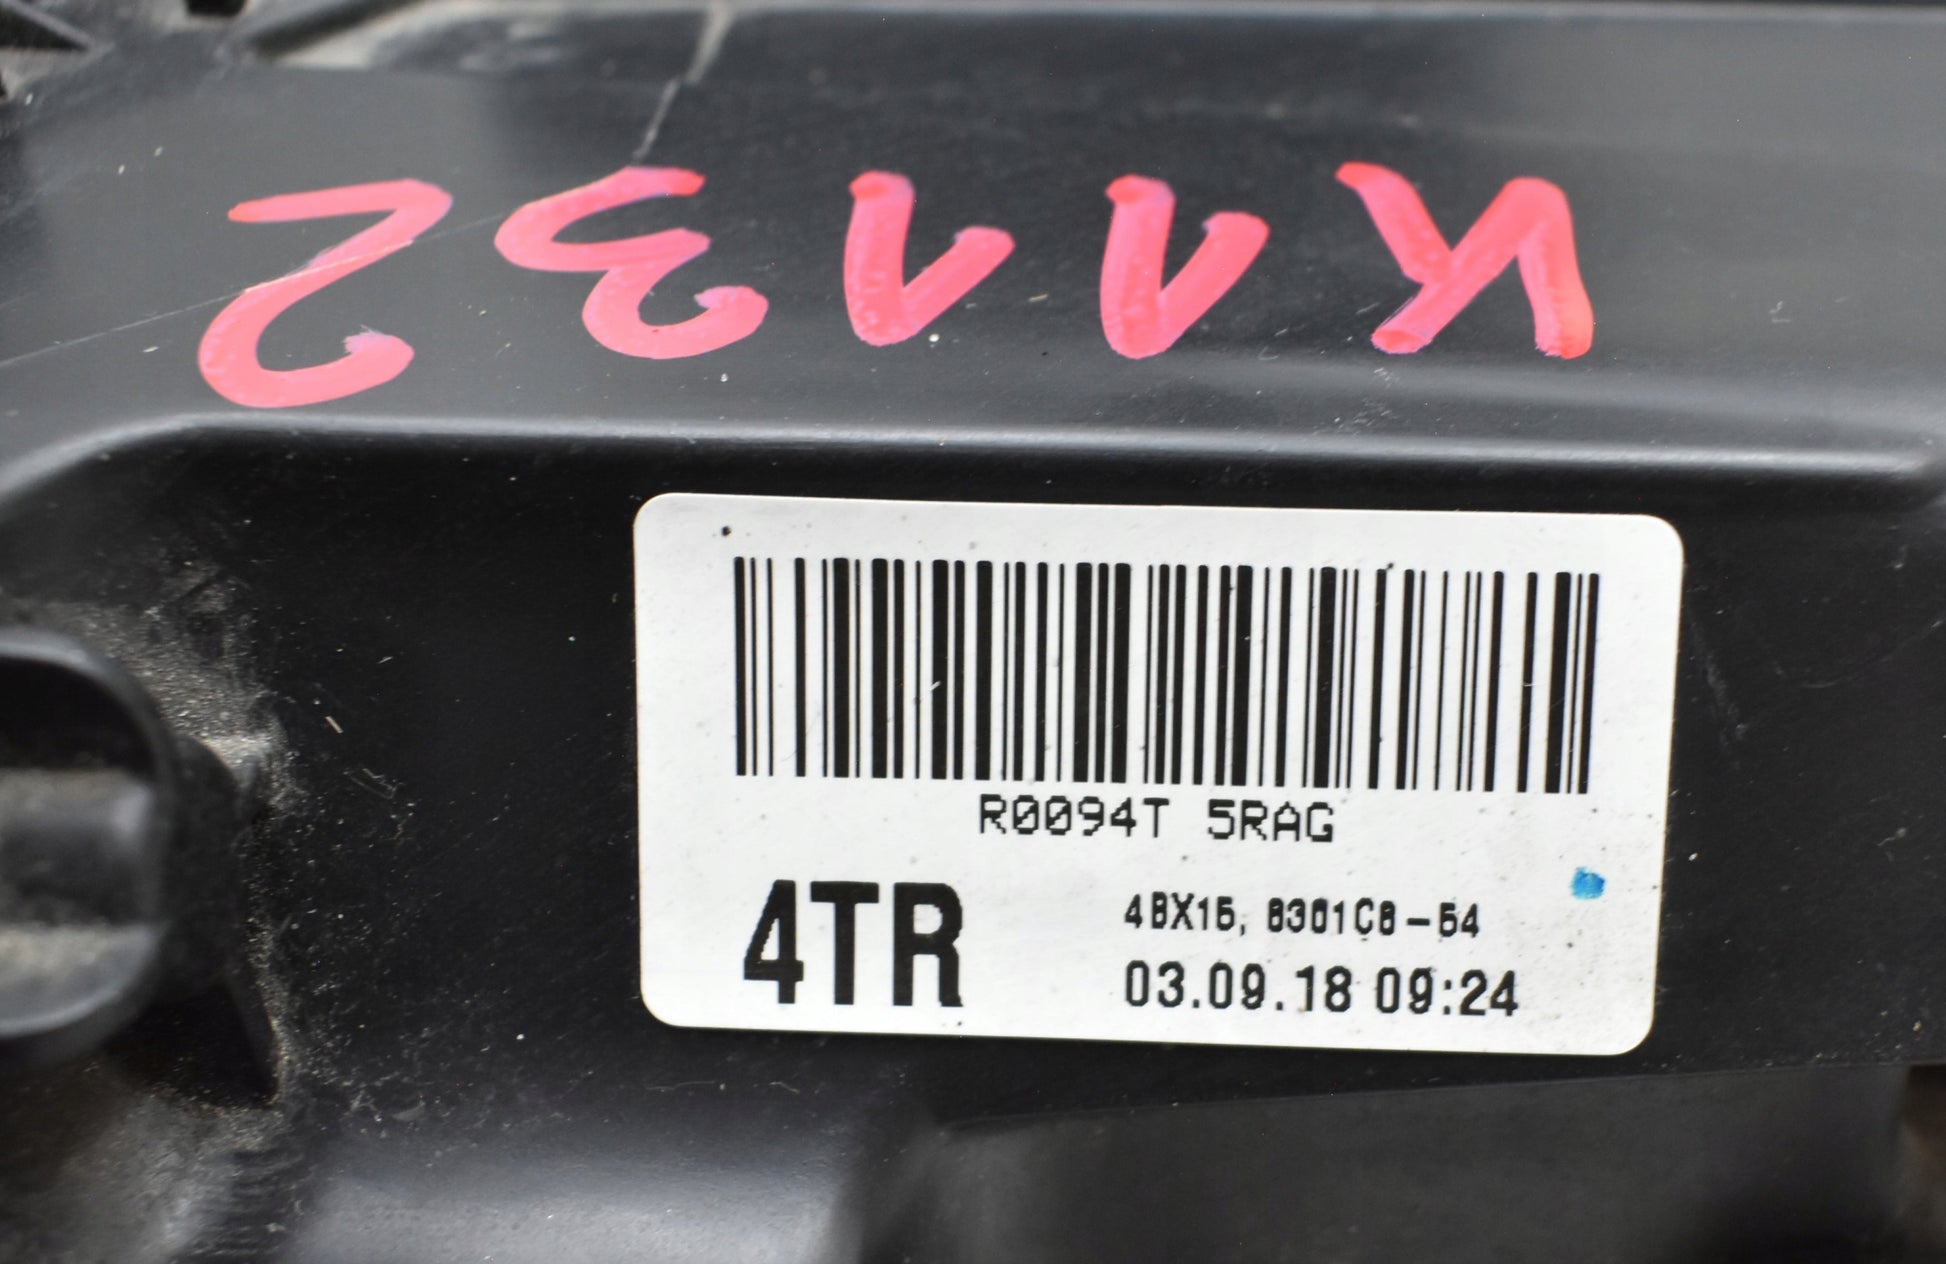 K1132
R0094T 5RAG
4TR
4BX15, 8301C8-54
03.09.18 09:24